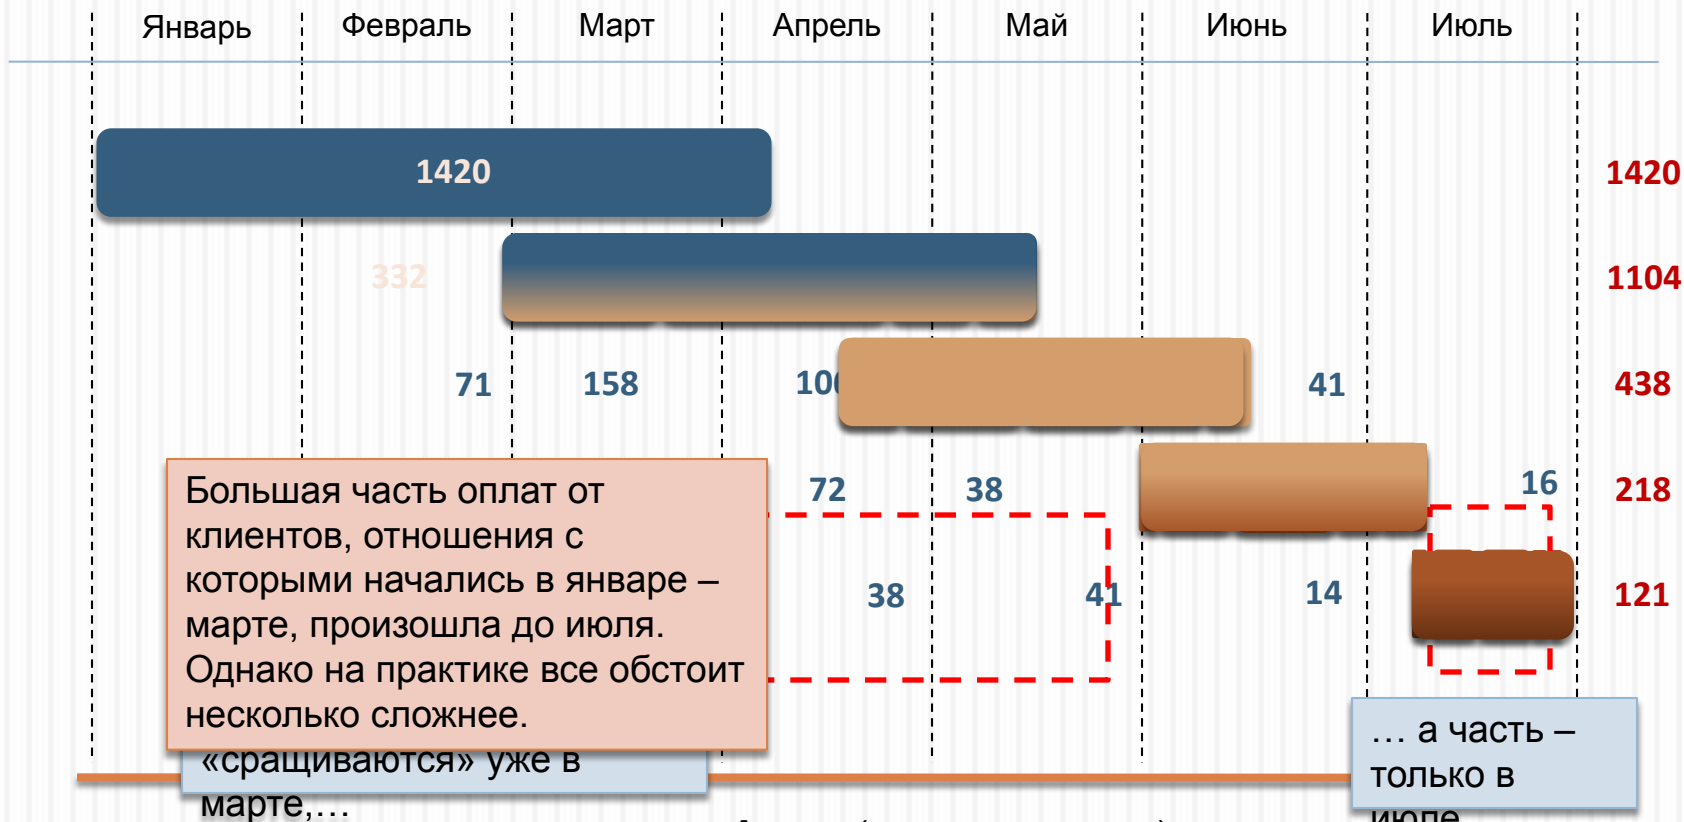 Январь Февраль Март Апрель Май Июнь Июль
1420 1420
332 1104
71 158 100 41 438
72 38 16 218
38 41 14 121
Большая часть оплат от
клиентов, отношения с
которыми начались в январе –
марте, произошла до июля.
Однако на практике все обстоит
несколько сложнее.
«сращиваются» уже в
марте,…
… а часть –
только в
июле